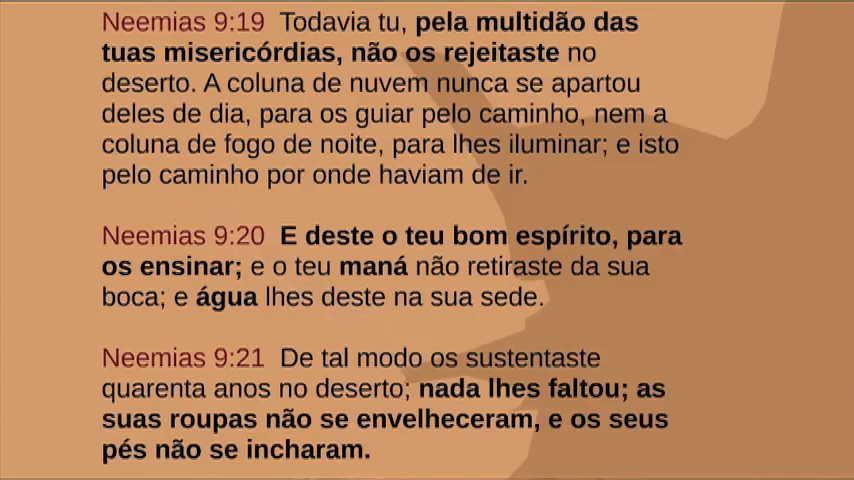 Neemias 9:19 Todavia tu, pela multidão das
tuas misericórdias, não os rejeitaste no
deserto. A coluna de nuvem nunca se apartou
deles de dia, para os guiar pelo caminho, nem a
coluna de fogo de noite, para lhes iluminar; e isto
pelo caminho por onde haviam de ir.
Neemias 9:20 E deste o teu bom espírito, para
os ensinar; e o teu maná não retiraste da sua
boca; e água lhes deste na sua sede.
Neemias 9:21 De tal modo os sustentaste
quarenta anos no deserto; nada lhes faltou; as
suas roupas não se envelheceram, e os seus
pés não se incharam.